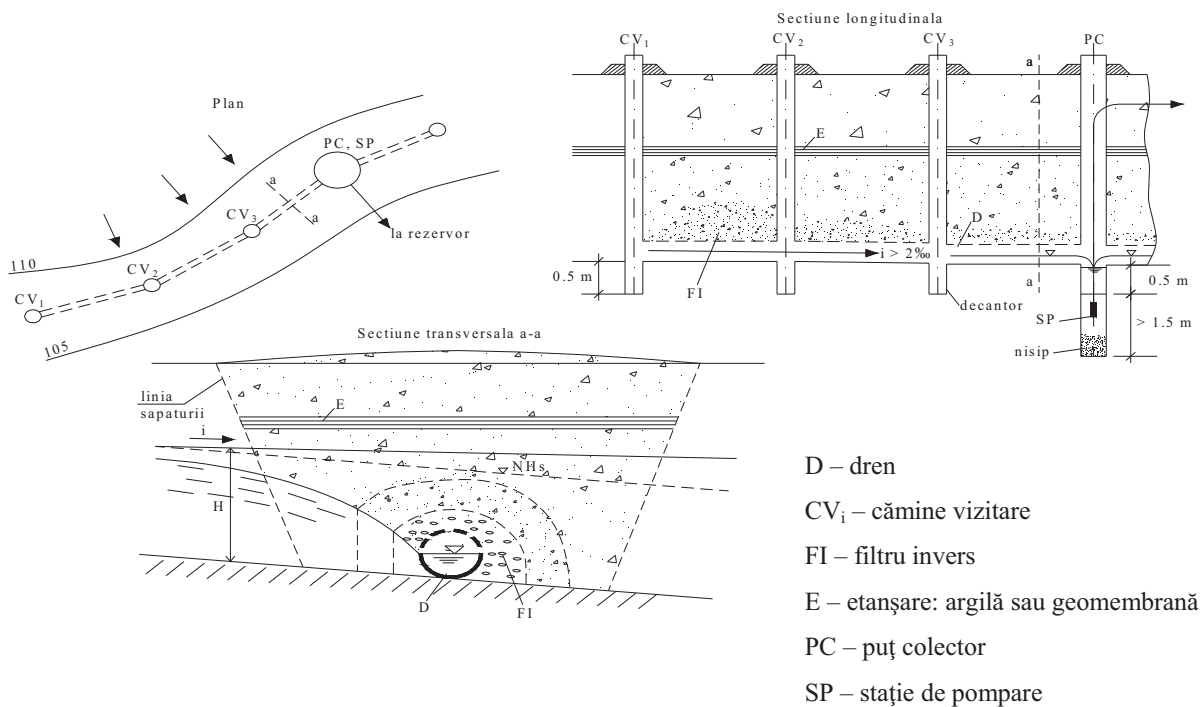 Plan
PC, SP
a
a
CV₃
la rezervor
110
CV₂
CV₁
105
Sectiune longitudinala
CV₁
CV₂
CV₃
PC
a
E
D
i > 2‰
0.5 m
FI
a
0.5 m
decantor
SP
> 1.5 m
nisip
Sectiune transversala a-a
linia
sapaturii
E
i
NHs
H
D
FI
D – dren
CVᵢ – cămine vizitare
FI – filtru invers
E – etanşare: argilă sau geomembrană
PC – puţ colector
SP – staţie de pompare